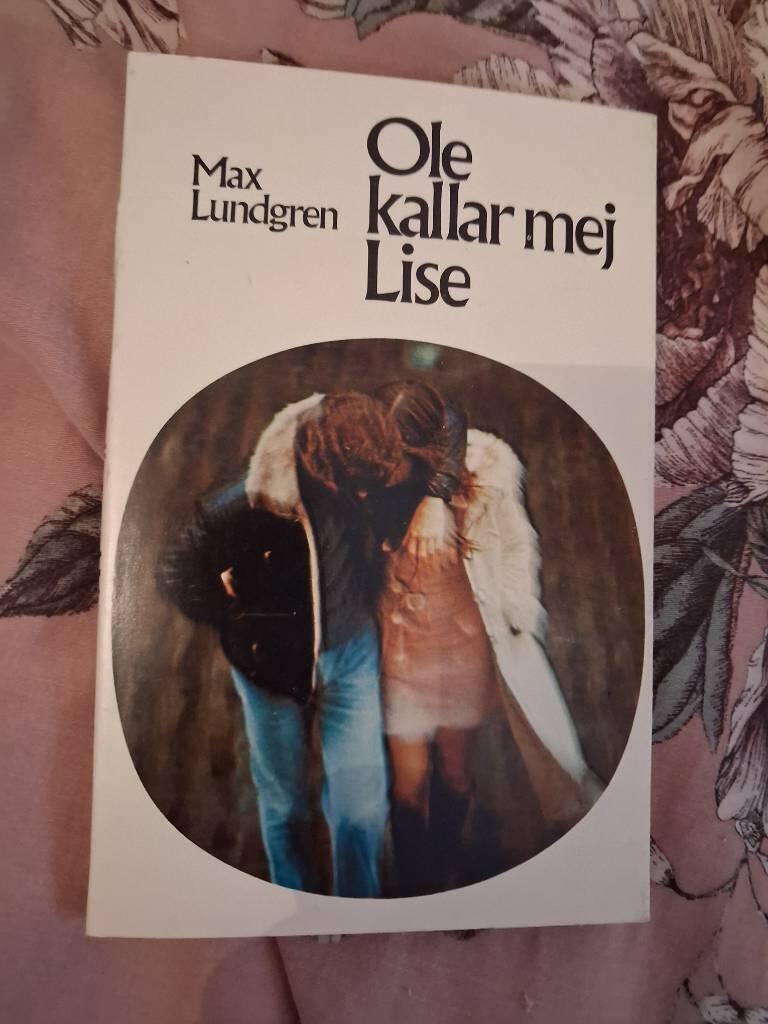 Max
Lundgren
Ole
kallar mej
Lise